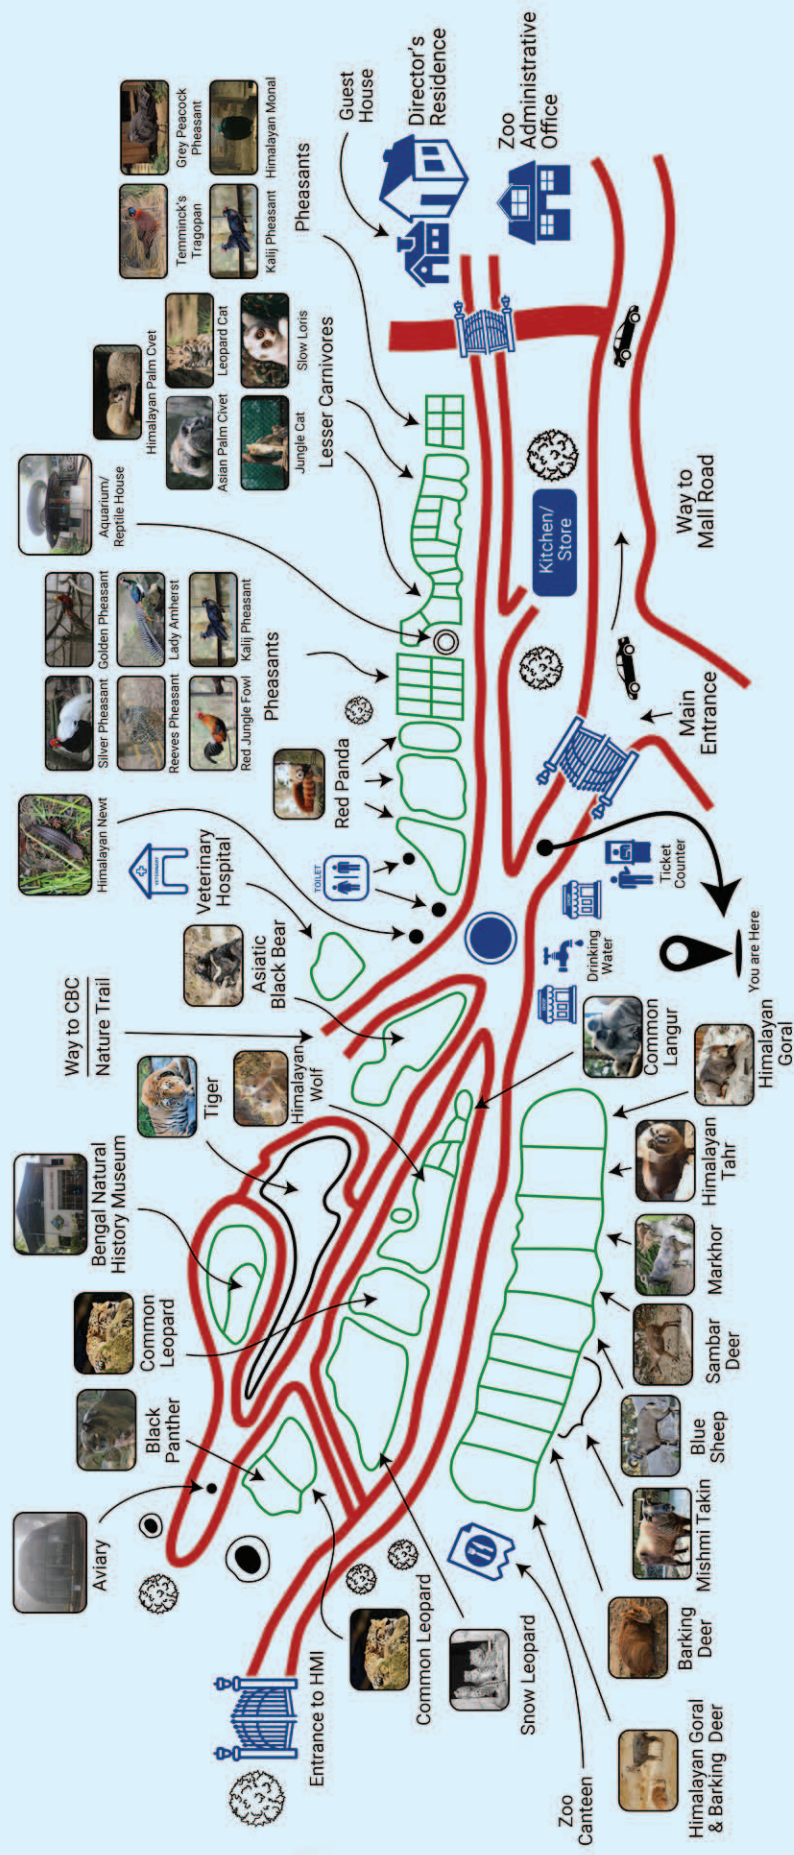 Aviary
Black
Panther
Common
Leopard
Bengal Natural
History Museum
Tiger
Way to CBC
Nature Trail
Himalayan
Wolf
Asiatic
Black Bear
Veterinary
Hospital
VETERINARY
Himalayan Newt
TOILET
Red Panda
Silver Pheasant
Golden Pheasant
Reeves Pheasant
Lady Amherst
Red Jungle Fowl
Kalij Pheasant
Pheasants
Aquarium/
Reptile House
Himalayan Palm Cvet
Asian Palm Civet
Leopard Cat
Jungle Cat
Slow Loris
Lesser Carnivores
Temminck's
Tragopan
Grey Peacock
Pheasant
Kalij Pheasant
Himalayan Monal
Pheasants
Guest
House
Director's
Residence
Zoo
Administrative
Office
Kitchen/
Store
Way to
Mall Road
Main
Entrance
Ticket
Counter
Drinking
Water
You are Here
Entrance to HMI
Common Leopard
Snow Leopard
Zoo
Canteen
Himalayan Goral
& Barking Deer
Barking
Deer
Mishmi Takin
Blue
Sheep
Sambar
Deer
Markhor
Himalayan
Tahr
Himalayan
Goral
Common
Langur